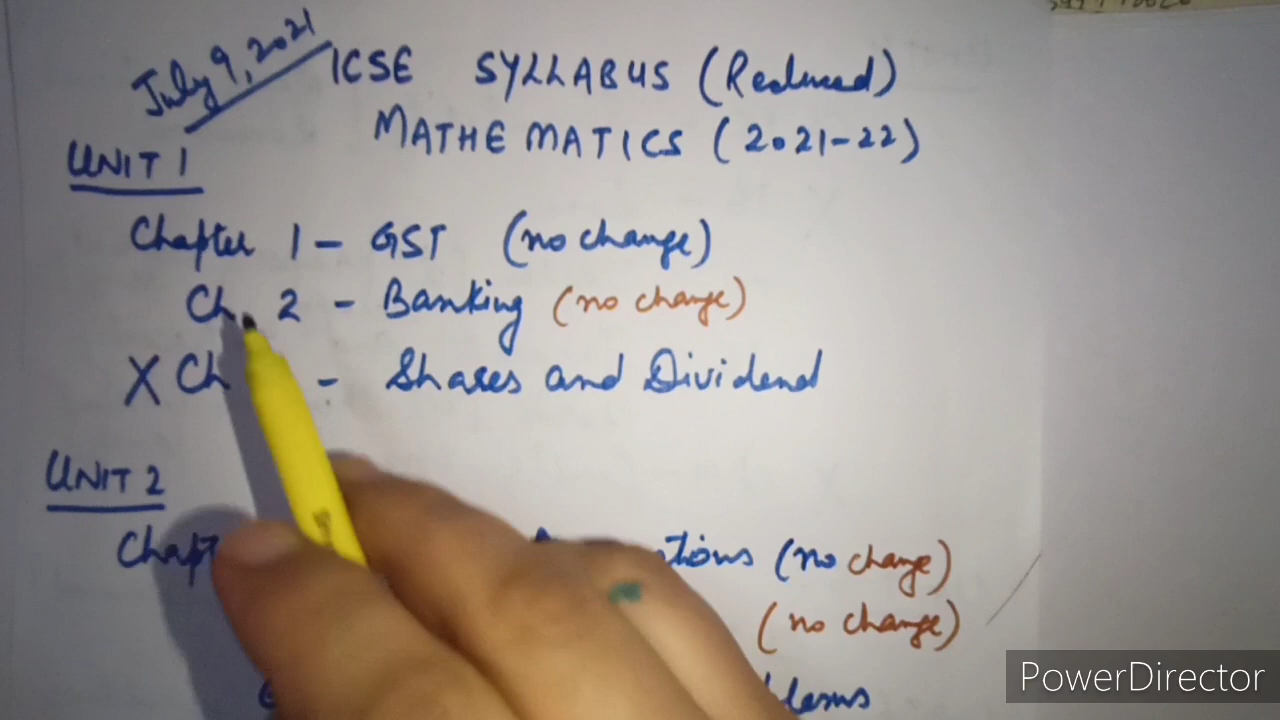 July 9, 2021
ICSE SYLLABUS (Reduced)
MATHEMATICS (2021-22)
UNIT 1
Chapter 1 - GST (no change)
Ch. 2 - Banking (no change)
X Ch - Shares and Dividend
UNIT 2
(no change)
(no change)
PowerDirector